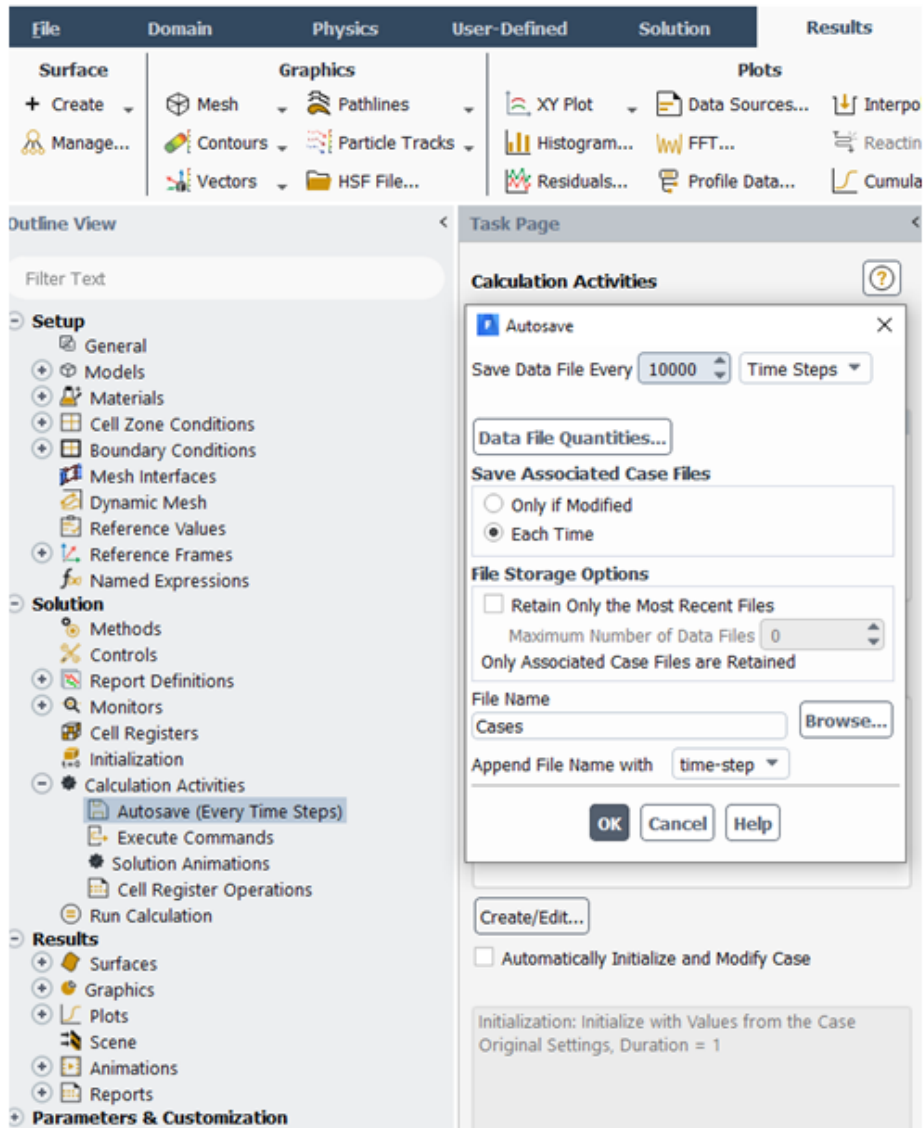 File Domain Physics User-Defined Solution Results
Surface Graphics Plots
+ Create Mesh Pathlines XY Plot Data Sources... Interpo
Manage... Contours Particle Tracks Histogram... FFT... Reactin
Vectors HSF File... Residuals... Profile Data... Cumula
Outline View
Filter Text
Setup
General
Models
Materials
Cell Zone Conditions
Boundary Conditions
Mesh Interfaces
Dynamic Mesh
Reference Values
Reference Frames
Named Expressions
Solution
Methods
Controls
Report Definitions
Monitors
Cell Registers
Initialization
Calculation Activities
Autosave (Every Time Steps)
Execute Commands
Solution Animations
Cell Register Operations
Run Calculation
Results
Surfaces
Graphics
Plots
Scene
Animations
Reports
Parameters & Customization
Task Page
Calculation Activities ?
Autosave
Save Data File Every 10000 Time Steps
Data File Quantities...
Save Associated Case Files
Only if Modified
Each Time
File Storage Options
Retain Only the Most Recent Files
Maximum Number of Data Files 0
Only Associated Case Files are Retained
File Name
Cases Browse...
Append File Name with time-step
OK Cancel Help
Create/Edit...
Automatically Initialize and Modify Case
Initialization: Initialize with Values from the Case
Original Settings, Duration = 1